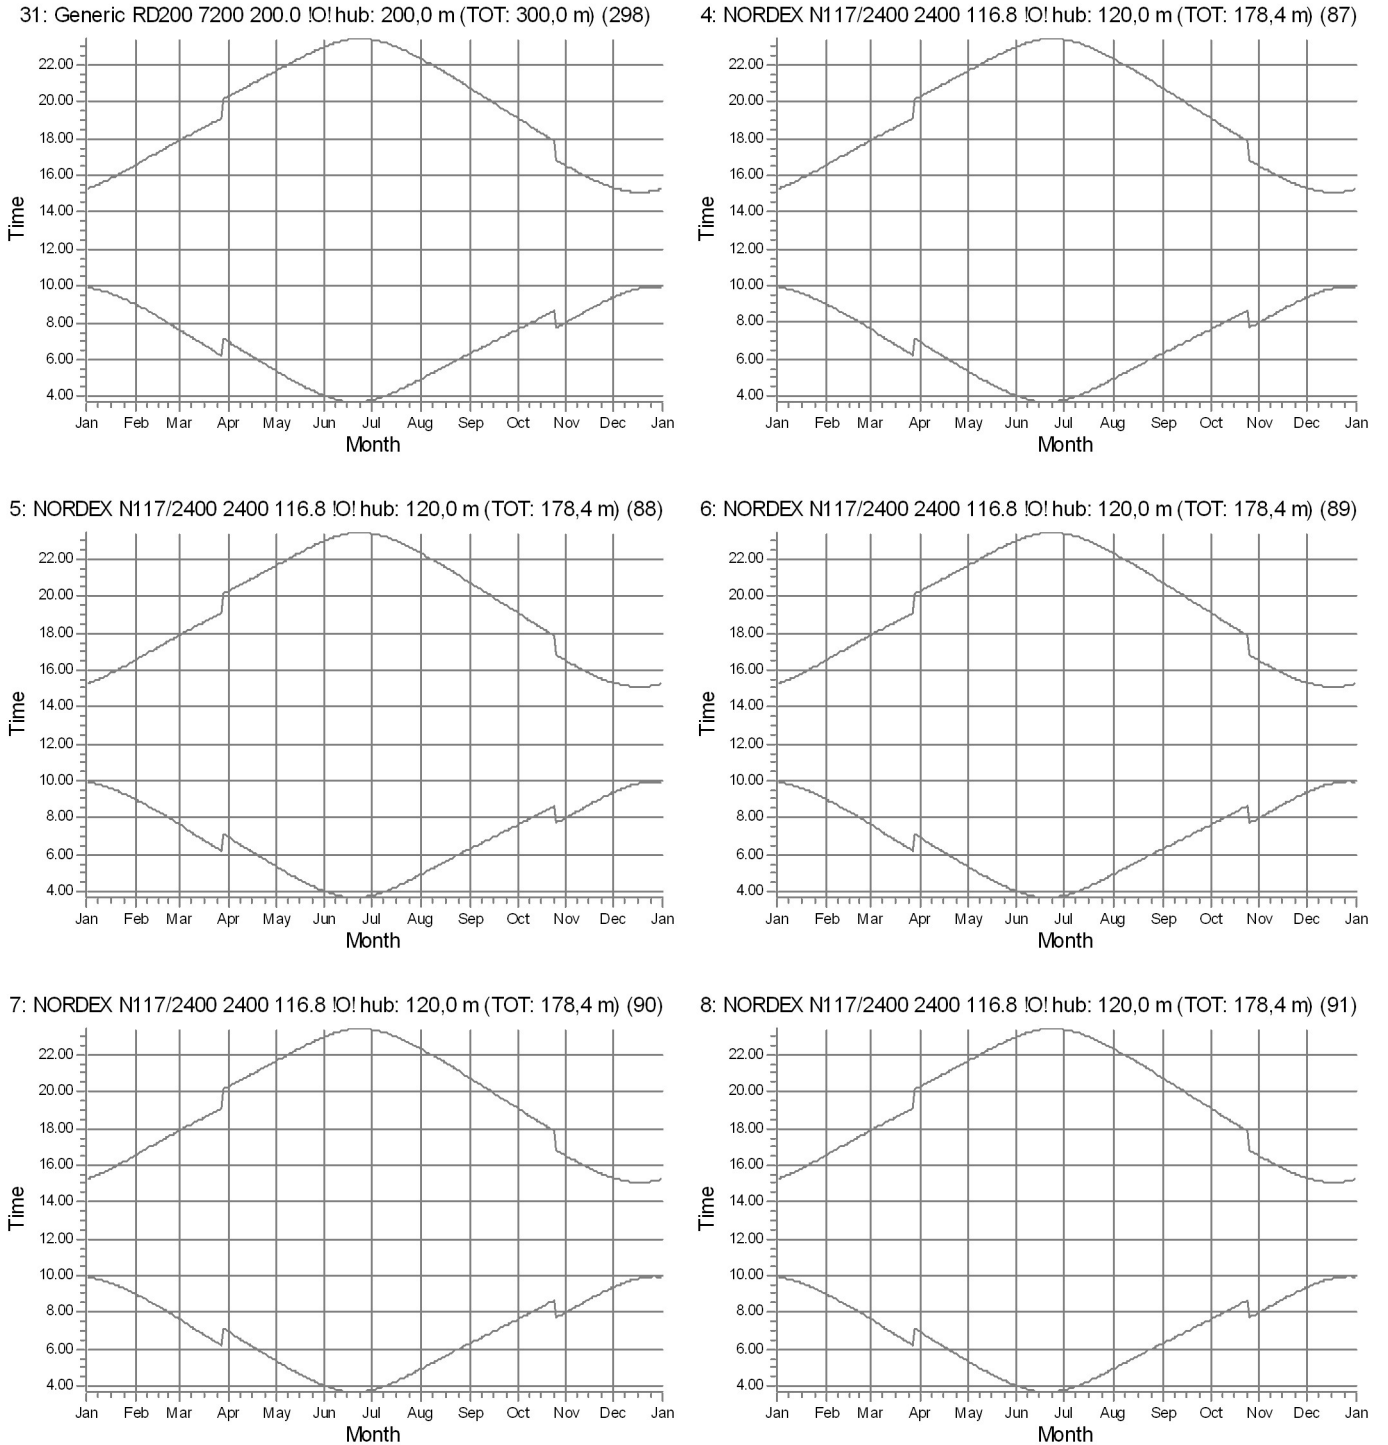 31: Generic RD200 7200 200.0 !O! hub: 200,0 m (TOT: 300,0 m) (298)
22.00
20.00
18.00
16.00
14.00
12.00
10.00
8.00
6.00
4.00
Time
Jan Feb Mar Apr May Jun Jul Aug Sep Oct Nov Dec Jan
Month
4: NORDEX N117/2400 2400 116.8 !O! hub: 120,0 m (TOT: 178,4 m) (87)
22.00
20.00
18.00
16.00
14.00
12.00
10.00
8.00
6.00
4.00
Time
Jan Feb Mar Apr May Jun Jul Aug Sep Oct Nov Dec Jan
Month
5: NORDEX N117/2400 2400 116.8 !O! hub: 120,0 m (TOT: 178,4 m) (88)
22.00
20.00
18.00
16.00
14.00
12.00
10.00
8.00
6.00
4.00
Time
Jan Feb Mar Apr May Jun Jul Aug Sep Oct Nov Dec Jan
Month
6: NORDEX N117/2400 2400 116.8 !O! hub: 120,0 m (TOT: 178,4 m) (89)
22.00
20.00
18.00
16.00
14.00
12.00
10.00
8.00
6.00
4.00
Time
Jan Feb Mar Apr May Jun Jul Aug Sep Oct Nov Dec Jan
Month
7: NORDEX N117/2400 2400 116.8 !O! hub: 120,0 m (TOT: 178,4 m) (90)
22.00
20.00
18.00
16.00
14.00
12.00
10.00
8.00
6.00
4.00
Time
Jan Feb Mar Apr May Jun Jul Aug Sep Oct Nov Dec Jan
Month
8: NORDEX N117/2400 2400 116.8 !O! hub: 120,0 m (TOT: 178,4 m) (91)
22.00
20.00
18.00
16.00
14.00
12.00
10.00
8.00
6.00
4.00
Time
Jan Feb Mar Apr May Jun Jul Aug Sep Oct Nov Dec Jan
Month